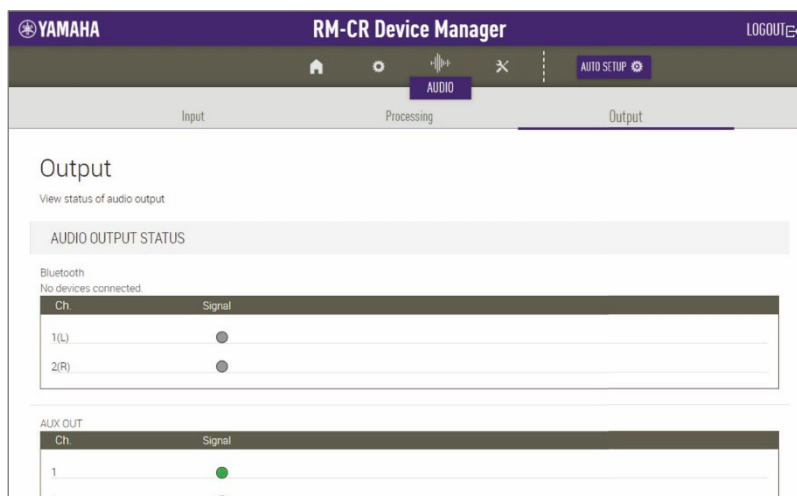 YAMAHA RM-CR Device Manager LOGOUT
AUTO SETUP
AUDIO
Input Processing Output
Output
View status of audio output
AUDIO OUTPUT STATUS
Bluetooth
No devices connected.
Ch. Signal
1(L)
2(R)
AUX OUT
Ch. Signal
1